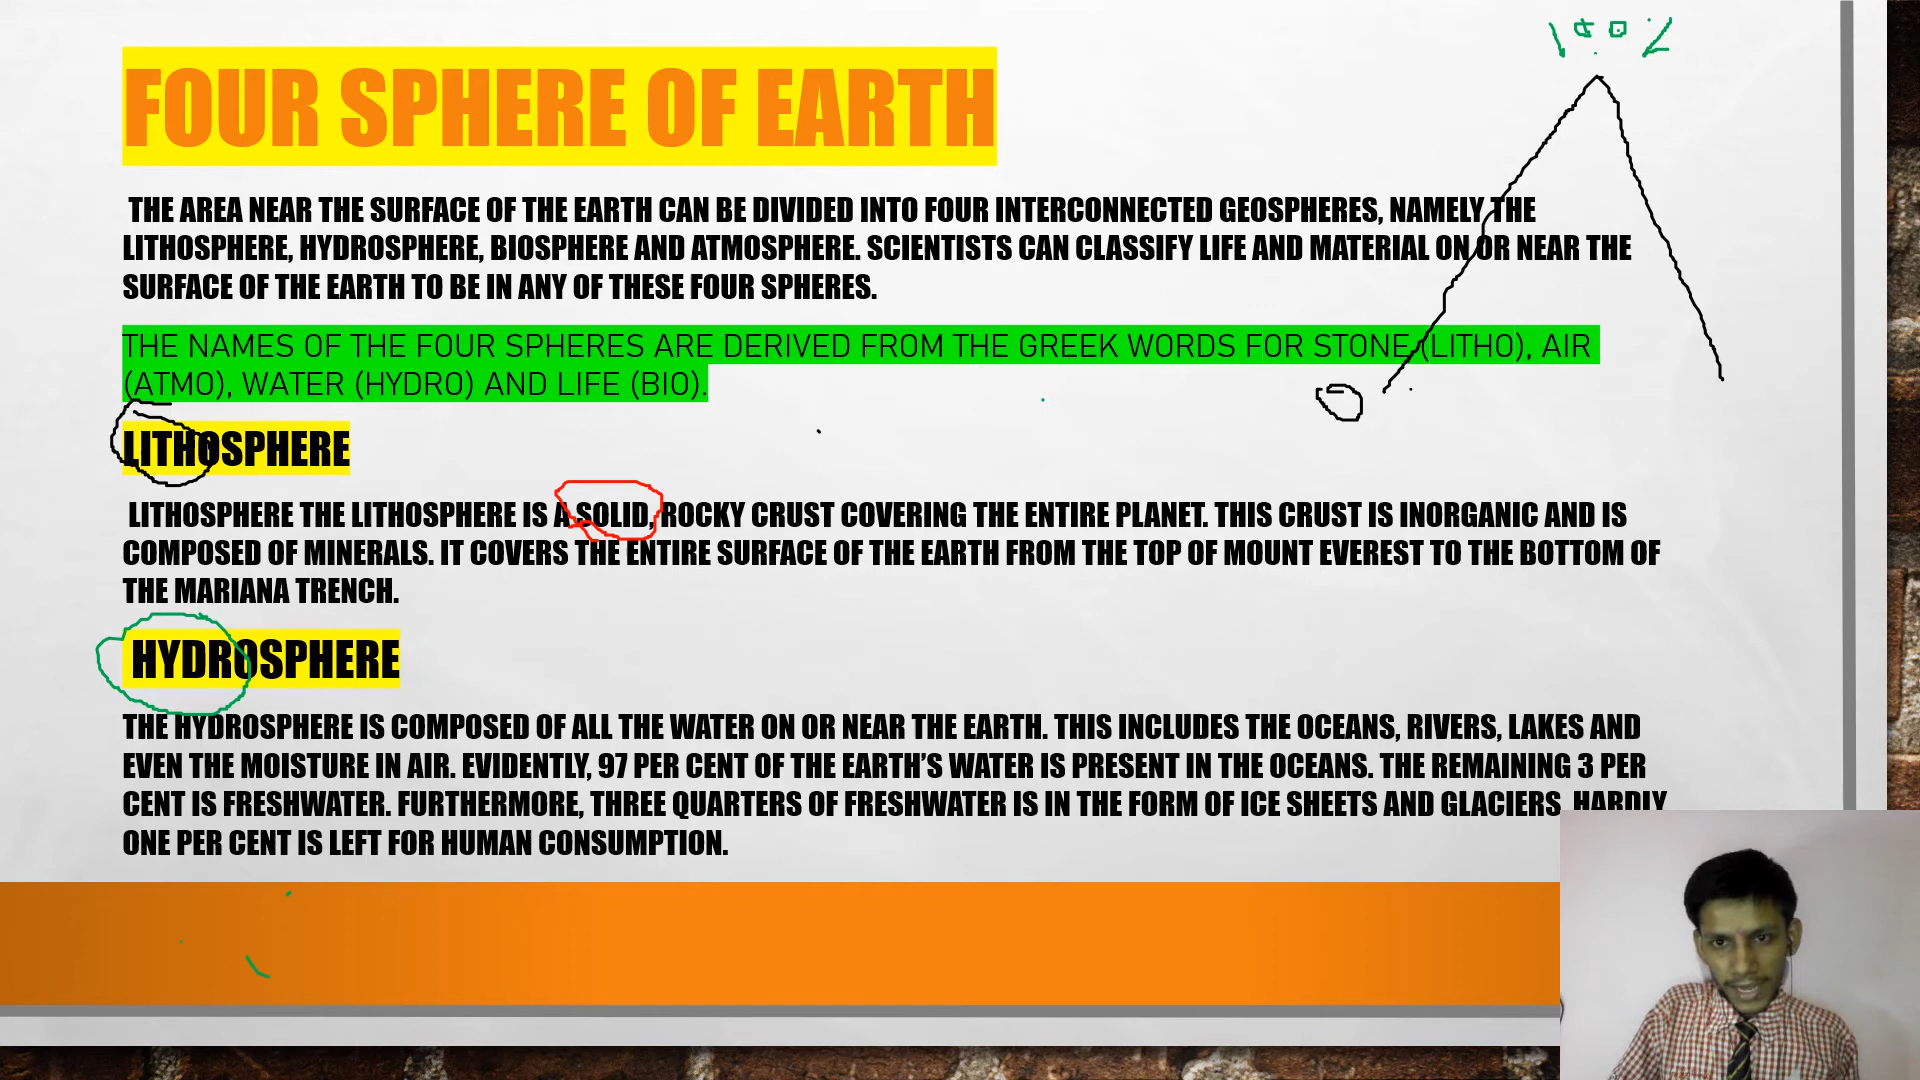 FOUR SPHERE OF EARTH
THE AREA NEAR THE SURFACE OF THE EARTH CAN BE DIVIDED INTO FOUR INTERCONNECTED GEOSPHERES, NAMELY THE
LITHOSPHERE, HYDROSPHERE, BIOSPHERE AND ATMOSPHERE. SCIENTISTS CAN CLASSIFY LIFE AND MATERIAL ON OR NEAR THE
SURFACE OF THE EARTH TO BE IN ANY OF THESE FOUR SPHERES.
THE NAMES OF THE FOUR SPHERES ARE DERIVED FROM THE GREEK WORDS FOR STONE (LITHO), AIR
(ATMO), WATER (HYDRO) AND LIFE (BIO).
LITHOSPHERE
LITHOSPHERE THE LITHOSPHERE IS A SOLID, ROCKY CRUST COVERING THE ENTIRE PLANET. THIS CRUST IS INORGANIC AND IS
COMPOSED OF MINERALS. IT COVERS THE ENTIRE SURFACE OF THE EARTH FROM THE TOP OF MOUNT EVEREST TO THE BOTTOM OF
THE MARIANA TRENCH.
HYDROSPHERE
THE HYDROSPHERE IS COMPOSED OF ALL THE WATER ON OR NEAR THE EARTH. THIS INCLUDES THE OCEANS, RIVERS, LAKES AND
EVEN THE MOISTURE IN AIR. EVIDENTLY, 97 PER CENT OF THE EARTH'S WATER IS PRESENT IN THE OCEANS. THE REMAINING 3 PER
CENT IS FRESHWATER. FURTHERMORE, THREE QUARTERS OF FRESHWATER IS IN THE FORM OF ICE SHEETS AND GLACIERS. HARDLY
ONE PER CENT IS LEFT FOR HUMAN CONSUMPTION.